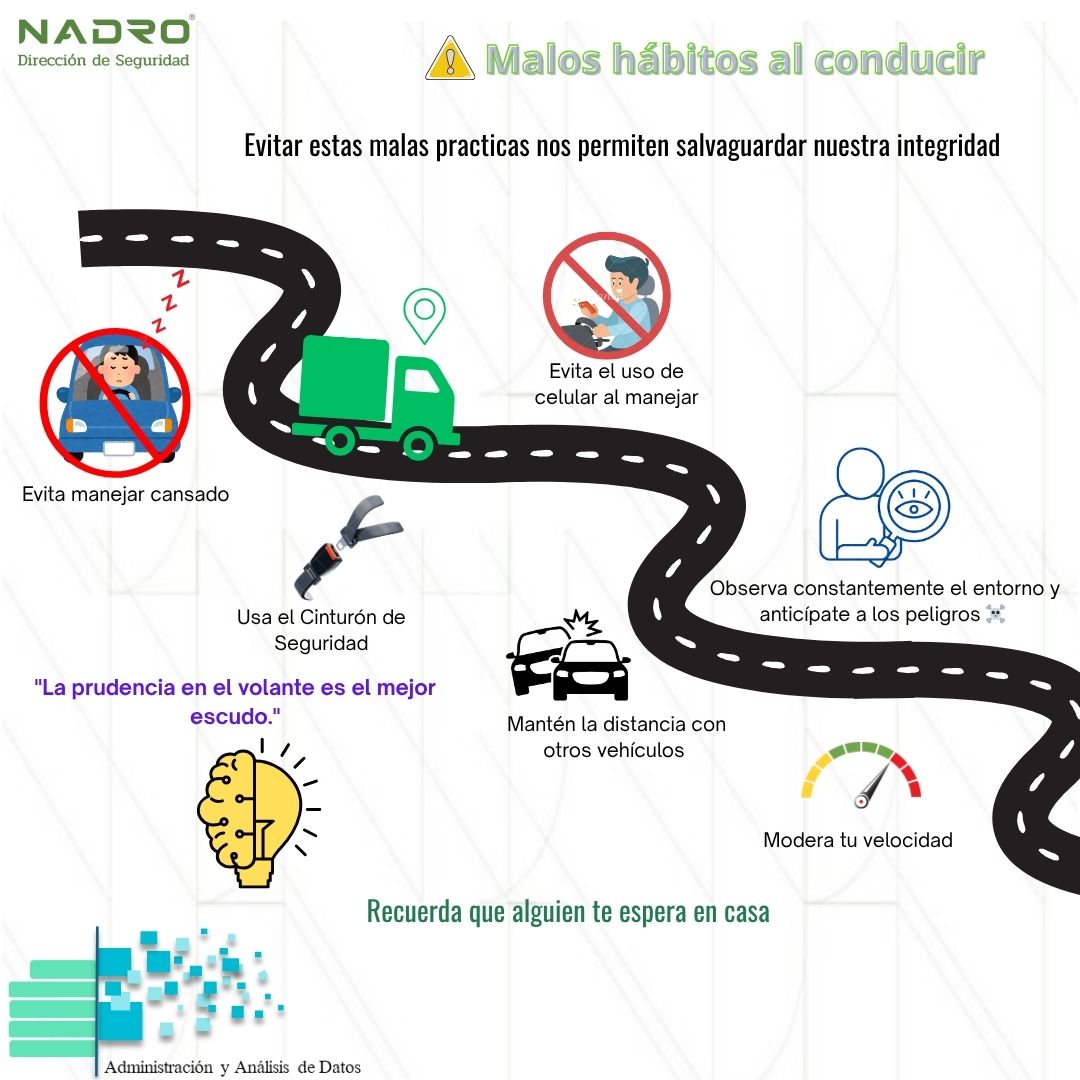 NADRO®
Dirección de Seguridad
Malos hábitos al conducir
Evitar estas malas practicas nos permiten salvaguardar nuestra integridad
z z z z
Evita el uso de
celular al manejar
Evita manejar cansado
Observa constantemente el entorno y
anticípate a los peligros ☠️
Usa el Cinturón de
Seguridad
"La prudencia en el volante es el mejor
escudo."
Mantén la distancia con
otros vehículos
Modera tu velocidad
Recuerda que alguien te espera en casa
Administración y Análisis de Datos